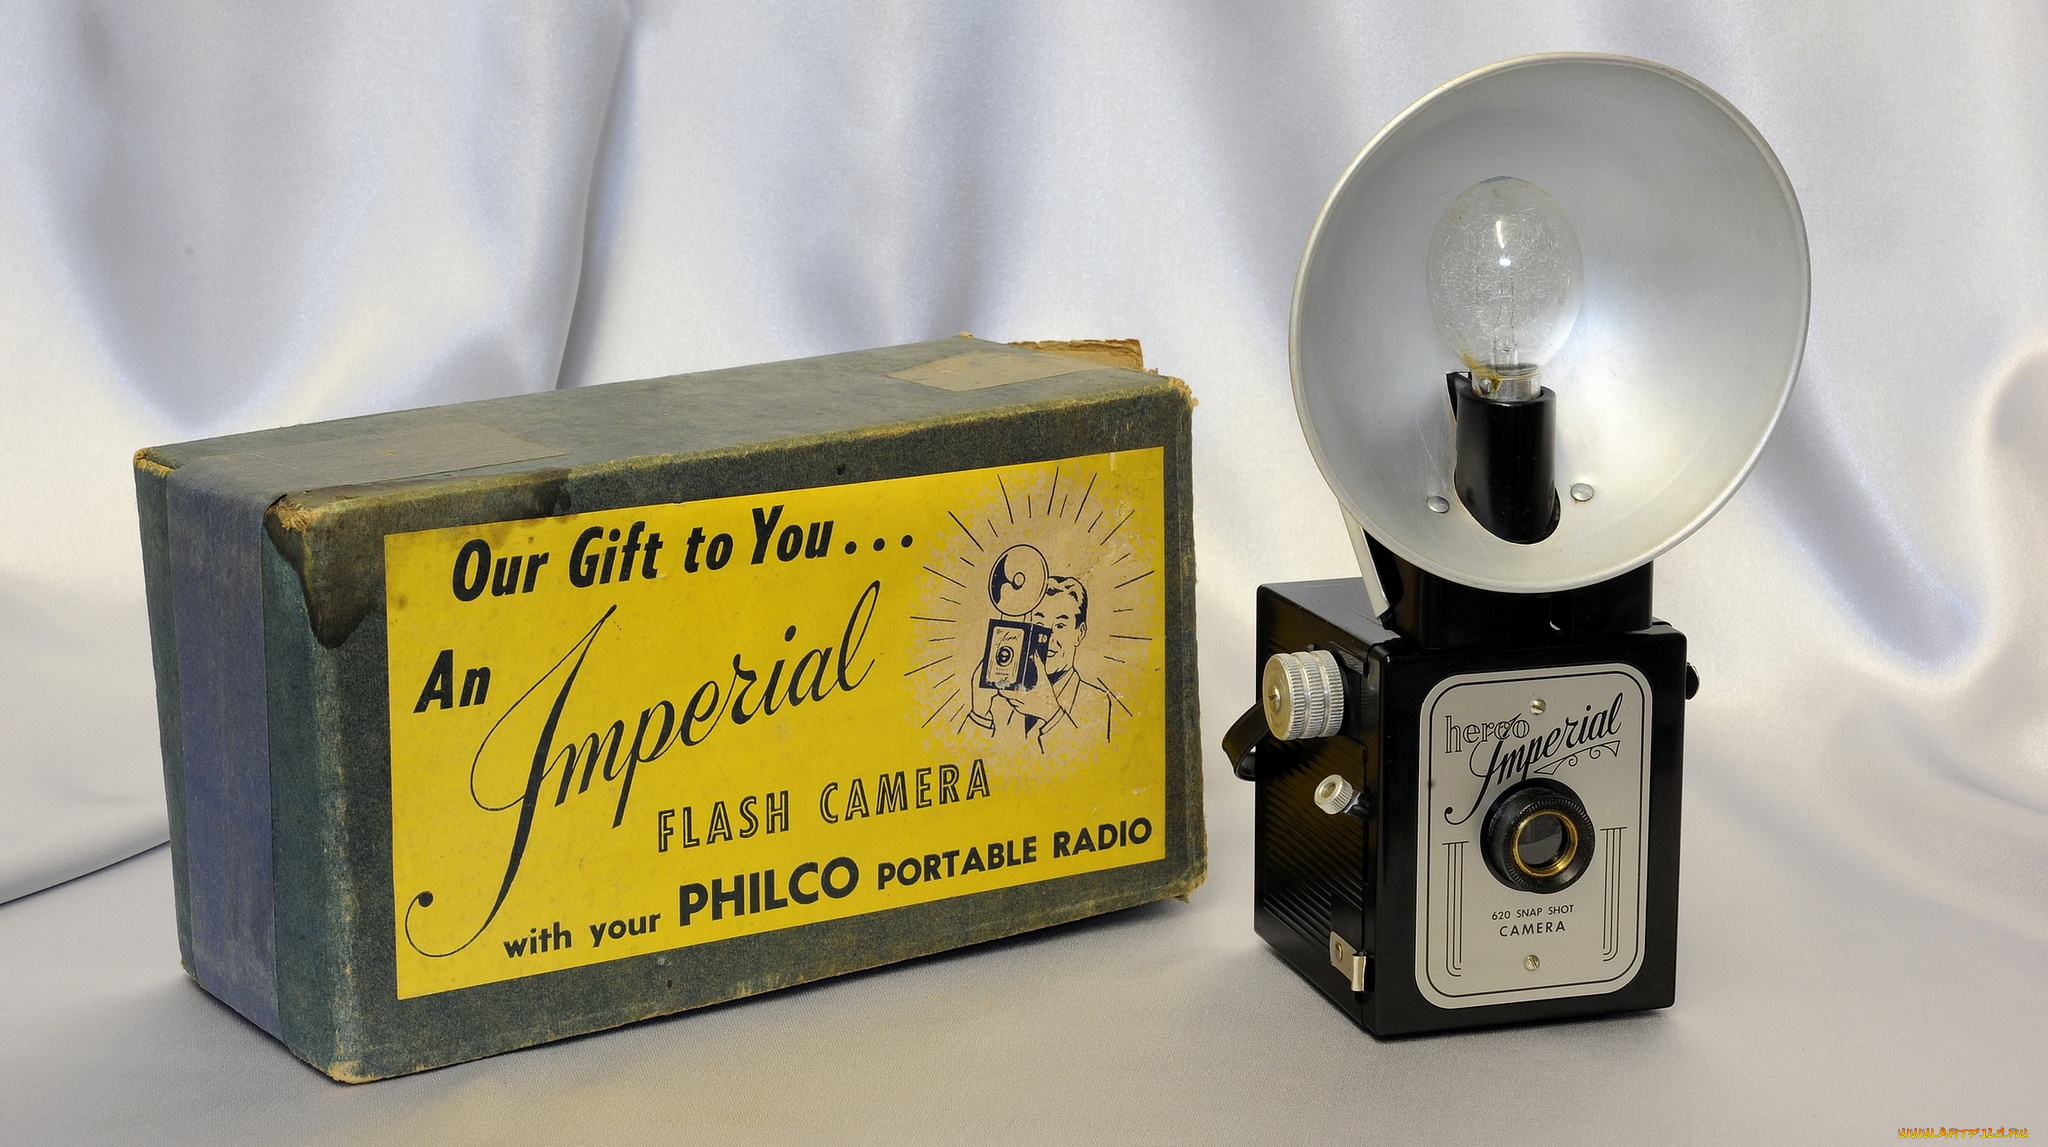 Our Gift to You...
An Imperial
FLASH CAMERA
with your PHILCO PORTABLE RADIO
herco
Imperial
620 SNAP SHOT
CAMERA
www.ARTFILE.RU